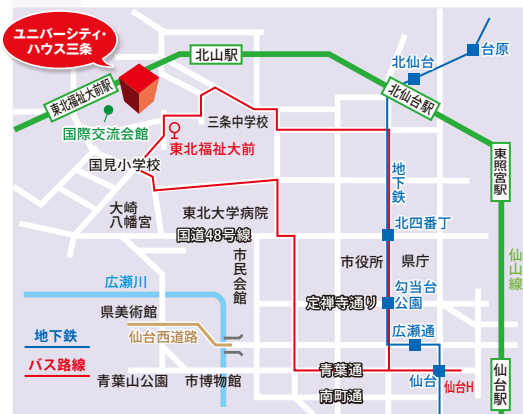 ユニバーシティ・
ハウス三条
北山駅
台原
北仙台
東北福祉大前駅
北仙台駅
国際交流会館
三条中学校
東北福祉大前
東照宮駅
国見小学校
地下鉄
大崎
八幡宮
東北大学病院
北四番丁
国道48号線
市民会館
市役所
県庁
仙山線
広瀬川
勾当台
公園
定禅寺通り
県美術館
地下鉄
仙台西道路
広瀬通
バス路線
青葉通
仙台
仙台H
仙台駅
青葉山公園
市博物館
南町通